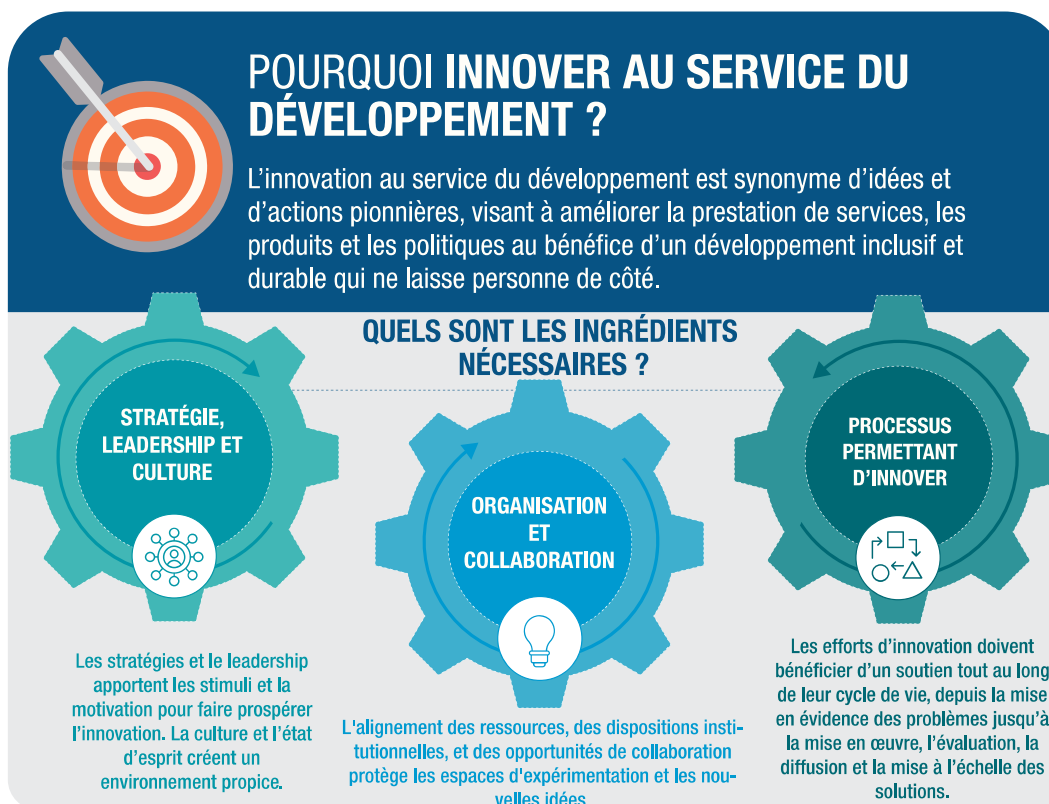 POURQUOI INNOVER AU SERVICE DU
DÉVELOPPEMENT ?
L’innovation au service du développement est synonyme d’idées et
d’actions pionnières, visant à améliorer la prestation de services, les
produits et les politiques au bénéfice d’un développement inclusif et
durable qui ne laisse personne de côté.
QUELS SONT LES INGRÉDIENTS
NÉCESSAIRES ?
STRATÉGIE,
LEADERSHIP ET
CULTURE
Les stratégies et le leadership
apportent les stimuli et la
motivation pour faire prospérer
l’innovation. La culture et l’état
d’esprit créent un
environnement propice.
ORGANISATION
ET
COLLABORATION
L'alignement des ressources, des dispositions insti-
tutionnelles, et des opportunités de collaboration
protège les espaces d'expérimentation et les nou-
velles idées
PROCESSUS
PERMETTANT
D’INNOVER
Les efforts d’innovation doivent
bénéficier d’un soutien tout au long
de leur cycle de vie, depuis la mise
en évidence des problèmes jusqu’à
la mise en œuvre, l’évaluation, la
diffusion et la mise à l’échelle des
solutions.